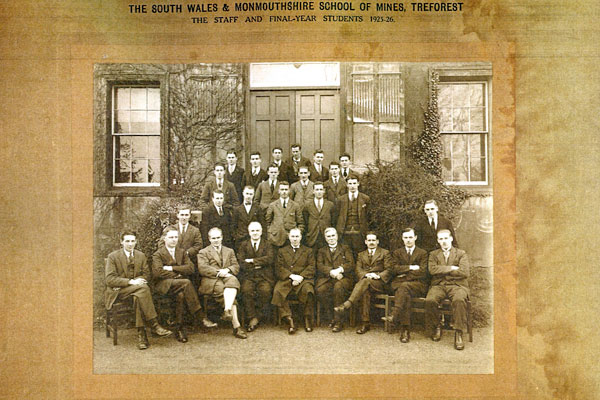 THE SOUTH WALES & MONMOUTHSHIRE SCHOOL OF MINES, TREFOREST
THE STAFF AND FINAL-YEAR STUDENTS 1925-26.